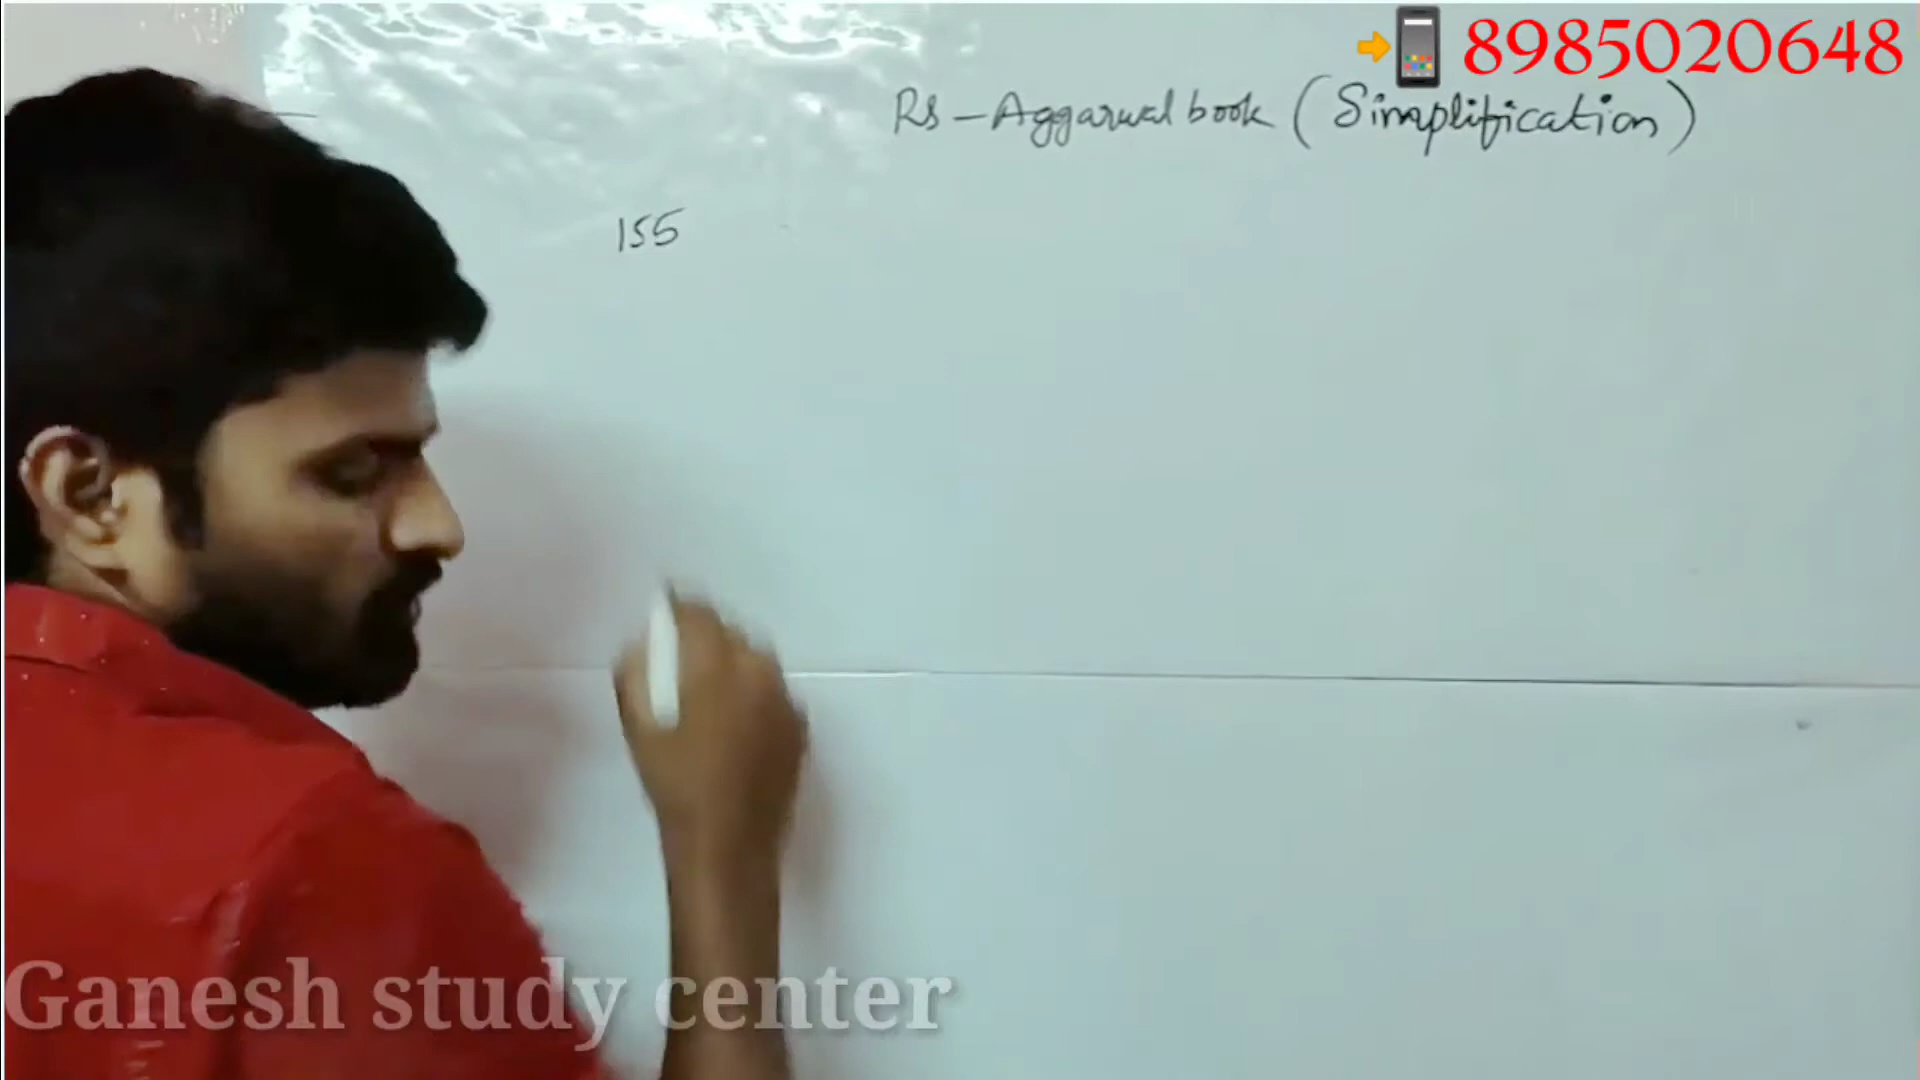 8985020648
Rs - Aggarwal book (Simplification)
155
Ganesh study center